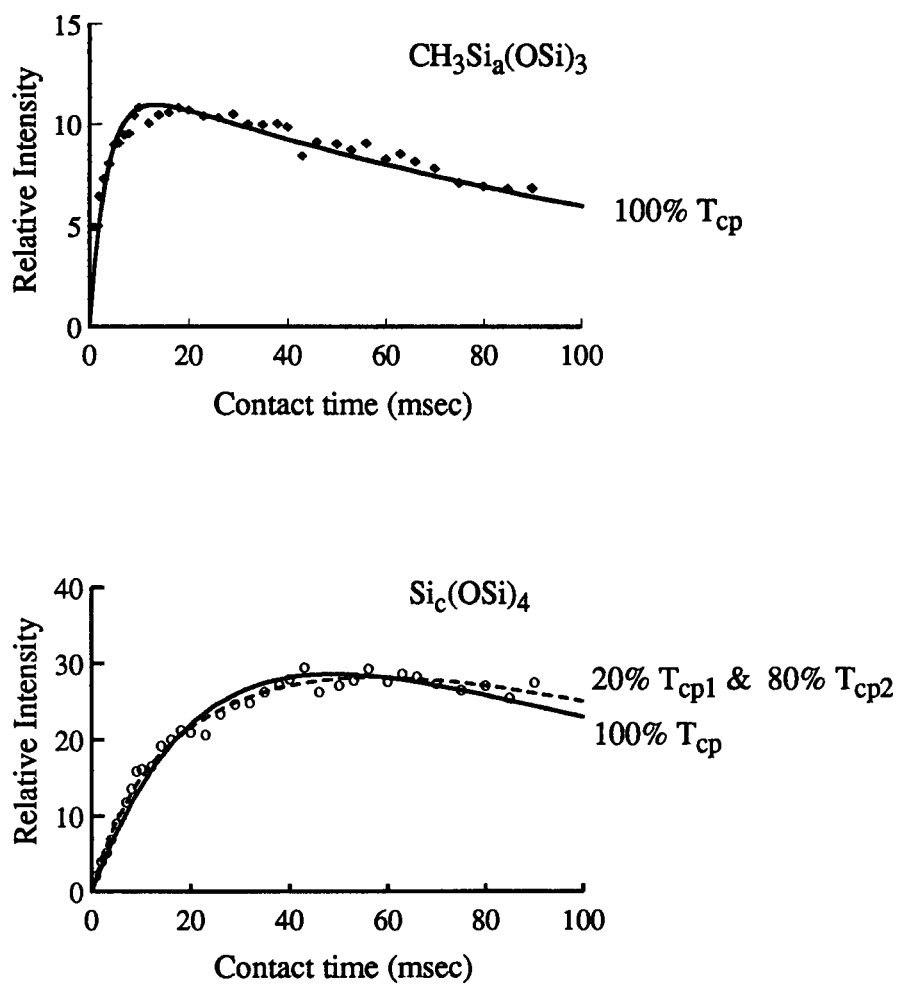 CH3Sia(OSi)3
Relative Intensity
15
10
5
0
100% Tcp
0 20 40 60 80 100
Contact time (msec)
Sic(OSi)4
Relative Intensity
40
30
20
10
0
20% Tcp1 & 80% Tcp2
100% Tcp
0 20 40 60 80 100
Contact time (msec)